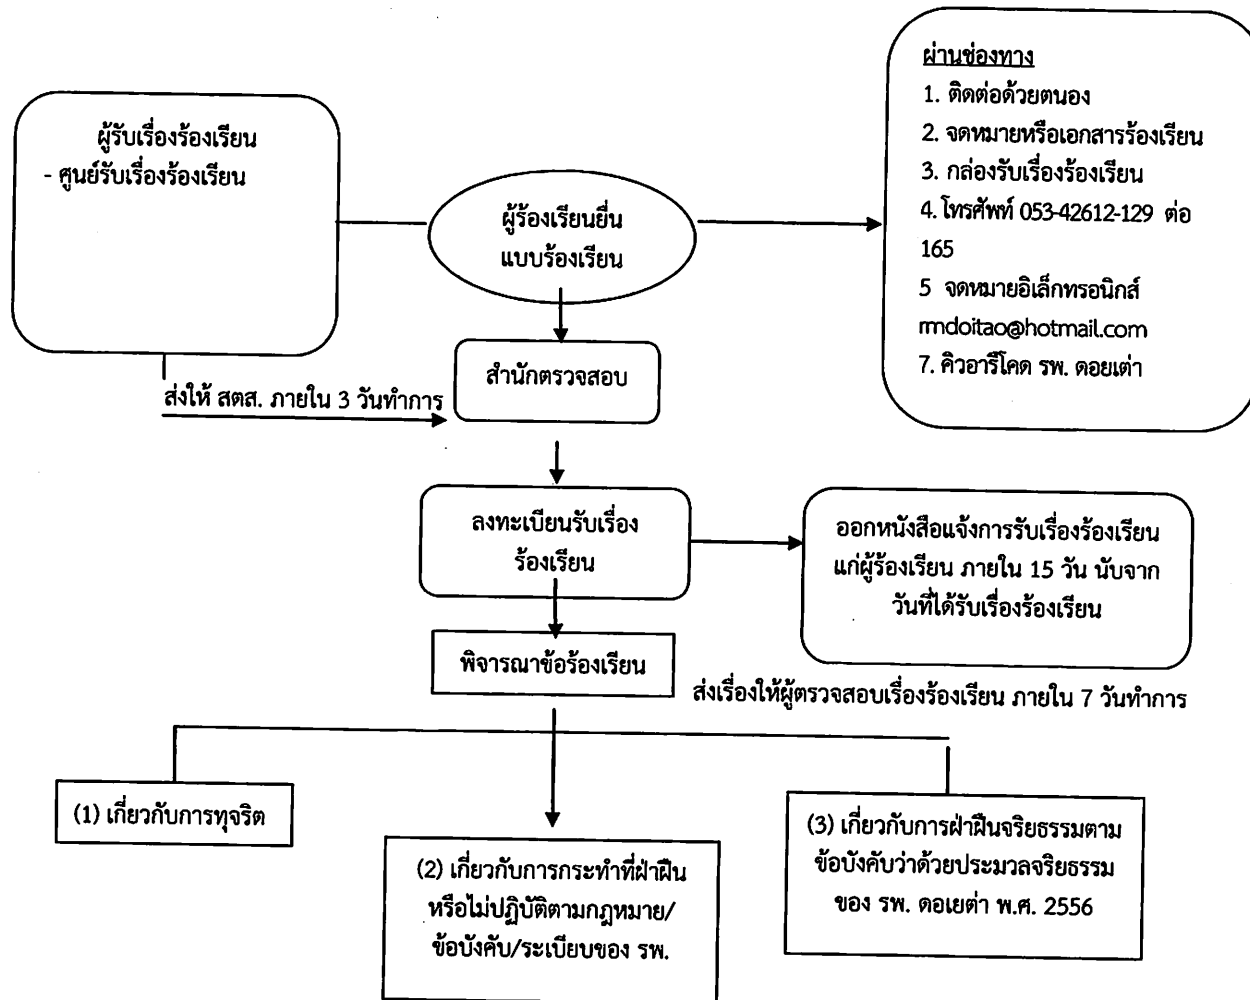 ผู้รับเรื่องร้องเรียน
- ศูนย์รับเรื่องร้องเรียน
ผู้ร้องเรียนยื่น
แบบร้องเรียน
ผ่านช่องทาง
1. ติดต่อด้วยตนอง
2. จดหมายหรือเอกสารร้องเรียน
3. กล่องรับเรื่องร้องเรียน
4. โทรศัพท์ 053-42612-129 ต่อ
165
5 จดหมายอิเล็กทรอนิกส์
rmdoitao@hotmail.com
7. คิวอารีโคด รพ. ดอยเต่า
สำนักตรวจสอบ
ส่งให้ สตส. ภายใน 3 วันทำการ
ลงทะเบียนรับเรื่อง
ร้องเรียน
ออกหนังสือแจ้งการรับเรื่องร้องเรียน
แก่ผู้ร้องเรียน ภายใน 15 วัน นับจาก
วันที่ได้รับเรื่องร้องเรียน
พิจารณาข้อร้องเรียน
ส่งเรื่องให้ผู้ตรวจสอบเรื่องร้องเรียน ภายใน 7 วันทำการ
(1) เกี่ยวกับการทุจริต
(2) เกี่ยวกับการกระทำที่ฝ่าฝืน
หรือไม่ปฏิบัติตามกฎหมาย/
ข้อบังคับ/ระเบียบของ รพ.
(3) เกี่ยวกับการฝ่าฝืนจริยธรรมตาม
ข้อบังคับว่าด้วยประมวลจริยธรรม
ของ รพ. ดอเยต่า พ.ศ. 2556